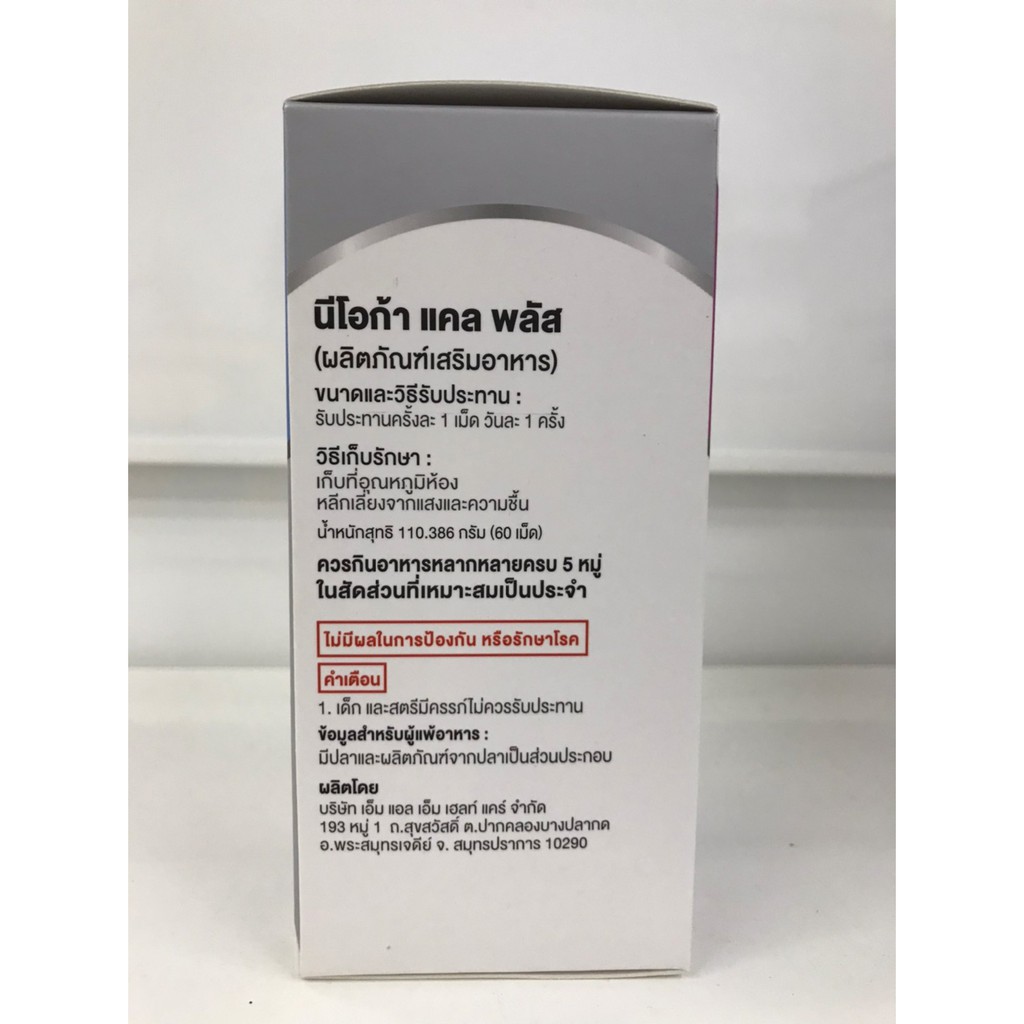 นีโอก้า แคล พลัส
(ผลิตภัณฑ์เสริมอาหาร)
ขนาดและวิธีรับประทาน :
รับประทานครั้งละ 1 เม็ด วันละ 1 ครั้ง
วิธีเก็บรักษา :
เก็บที่อุณหภูมิห้อง
หลีกเลี่ยงจากแสงและความชื้น
น้ำหนักสุทธิ 110.386 กรัม (60 เม็ด)
ควรกินอาหารหลากหลายครบ 5 หมู่
ในสัดส่วนที่เหมาะสมเป็นประจำ
ไม่มีผลในการป้องกัน หรือรักษาโรค
คำเตือน
1. เด็ก และสตรีมีครรภ์ไม่ควรรับประทาน
ข้อมูลสำหรับผู้แพ้อาหาร :
มีปลาและผลิตภัณฑ์จากปลาเป็นส่วนประกอบ
ผลิตโดย
บริษัท เอ็ม แอล เอ็ม เฮลท์ แคร์ จำกัด
193 หมู่ 1 ถ.สุขสวัสดิ์ ต.ปากคลองบางปลากด
อ.พระสมุทรเจดีย์ จ. สมุทรปราการ 10290